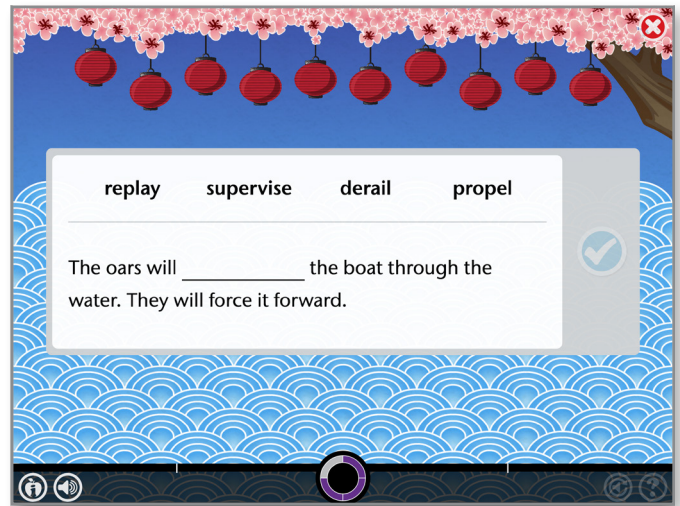 replay supervise derail propel
The oars will ____________ the boat through the
water. They will force it forward.